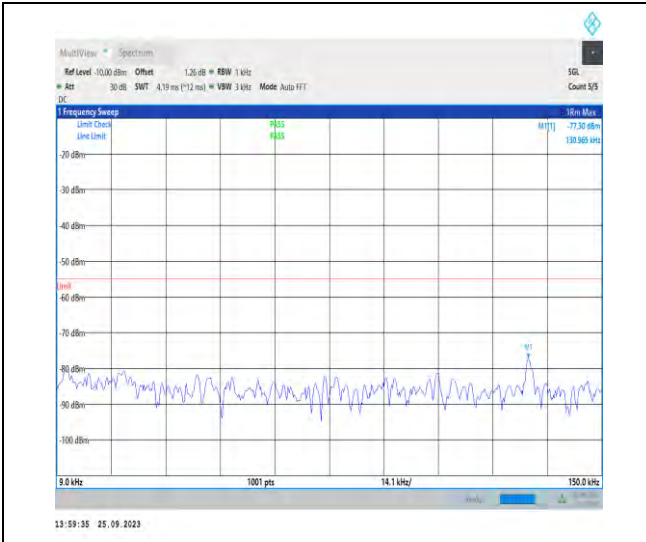 MultiView Spectrum
Ref Level -10.00 dBm Offset 1.26 dB RBW 1 kHz SGL
Att 30 dB SWT 4.19 ms (~12 ms) VBW 3 kHz Mode Auto FFT Count 5/5
DC
1 Frequency Sweep 1Rm Max
Limit Check PASS M1[1] -77.30 dBm
Line Limit PASS 130.965 kHz
-20 dBm
-30 dBm
-40 dBm
-50 dBm
Limit
-60 dBm
-70 dBm
M1
-80 dBm
-90 dBm
-100 dBm
9.0 kHz 1001 pts 14.1 kHz/ 150.0 kHz
Ready
13:59:35 25.09.2023